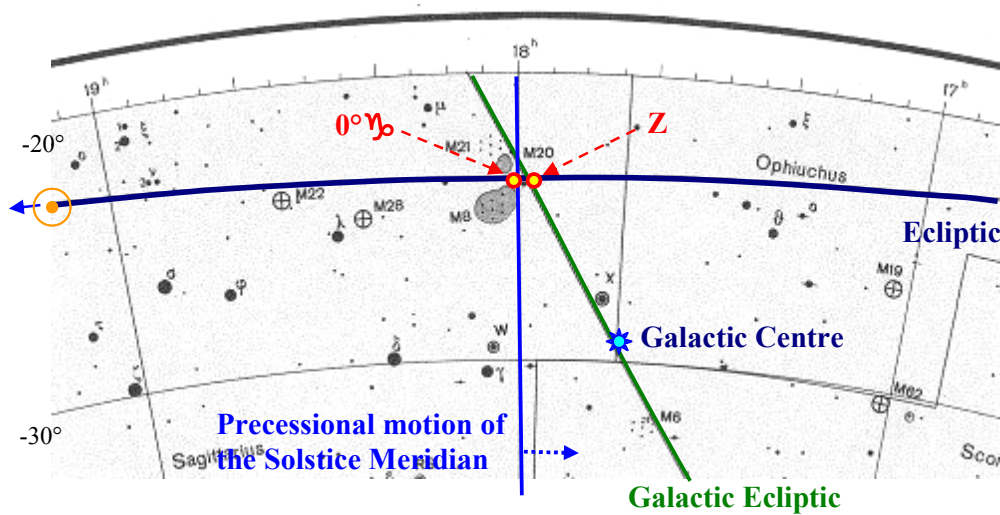 18h
19h
17h
-20°
0°♑
Z
μ
ξ
ξ
M21
M20
Ophiuchus
ο
ν
M22
M28
M8
λ
ϑ
Ecliptic
M19
σ
φ
X
W
Galactic Centre
δ
γ
M62
M6
-30°
Precessional motion of
the Solstice Meridian
Sagittarius
Scor
Galactic Ecliptic